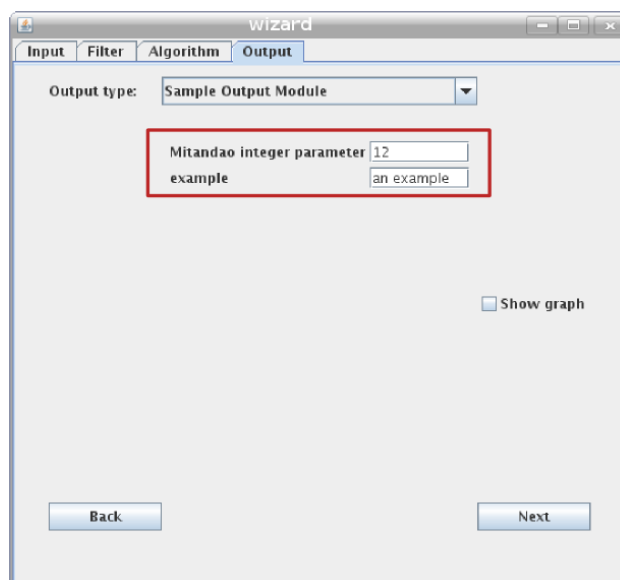 wizard
Input Filter Algorithm Output
Output type: Sample Output Module
Mitandao integer parameter 12
example an example
Show graph
Back Next